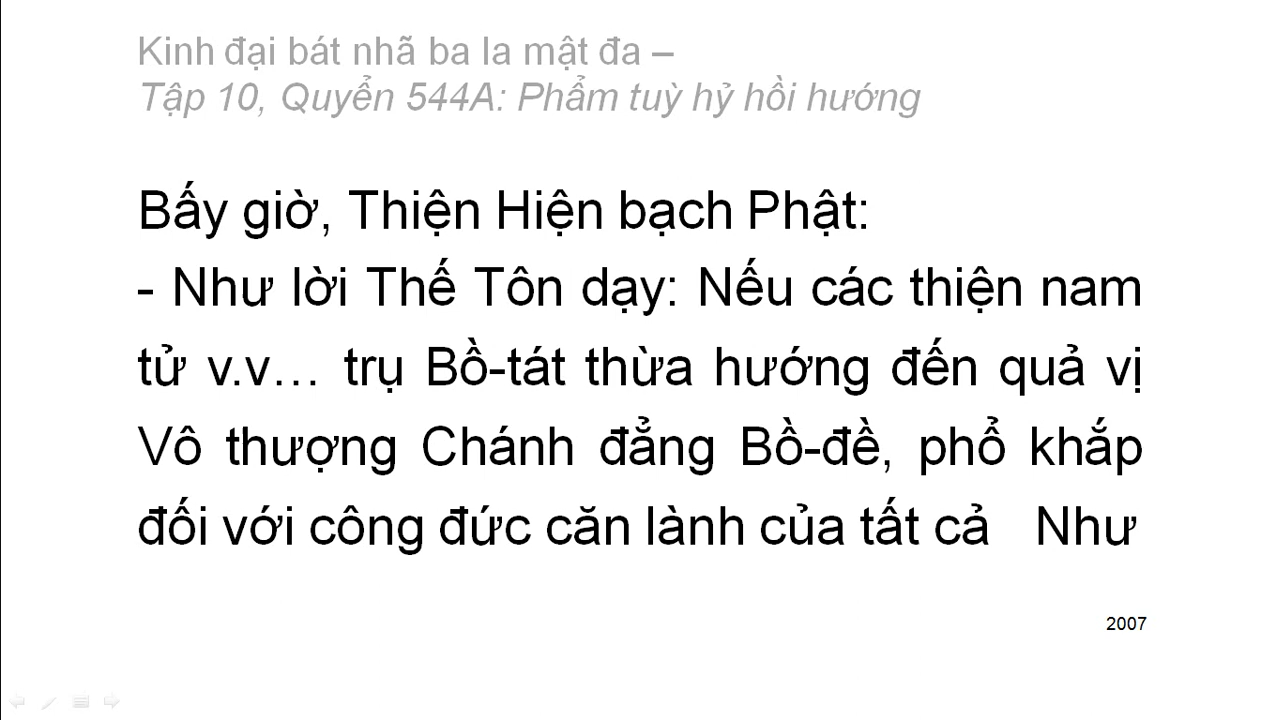 Kinh đại bát nhã ba la mật đa –
Tập 10, Quyển 544A: Phẩm tuỳ hỷ hồi hướng
Bấy giờ, Thiện Hiện bạch Phật:
- Như lời Thế Tôn dạy: Nếu các thiện nam
tử v.v… trụ Bồ-tát thừa hướng đến quả vị
Vô thượng Chánh đẳng Bồ-đề, phổ khắp
đối với công đức căn lành của tất cả Như
2007